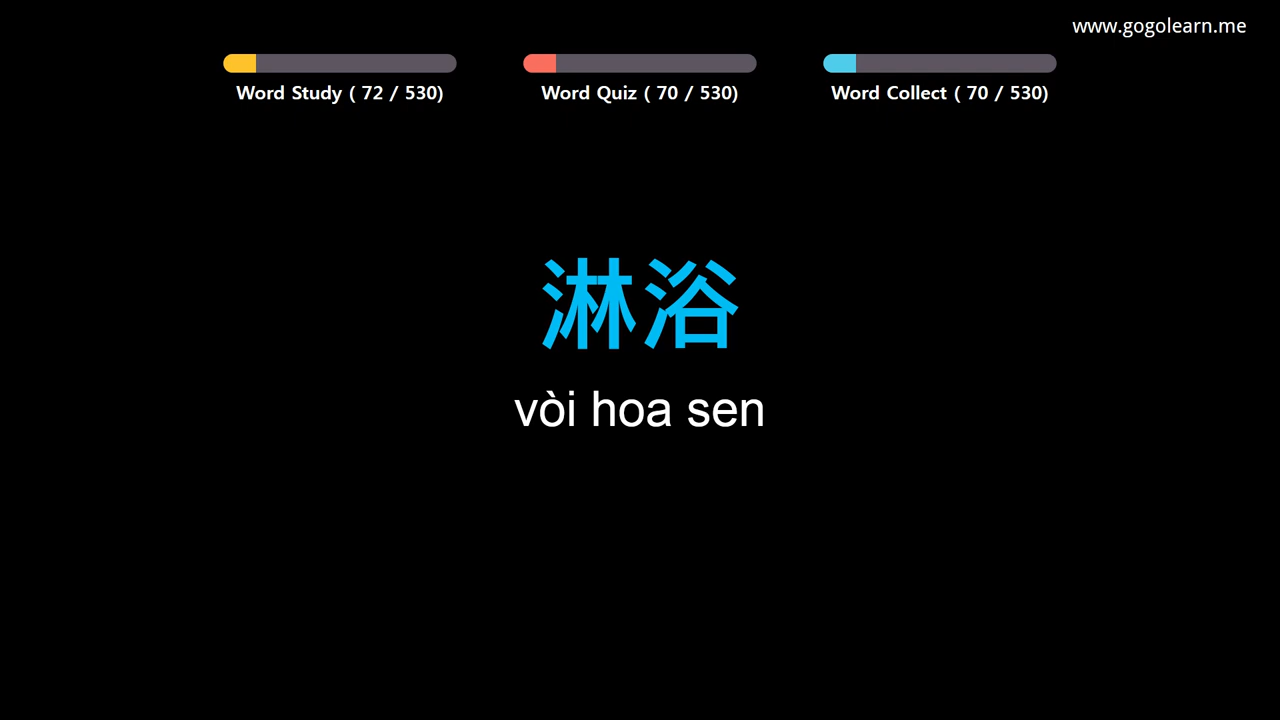 www.gogolearn.me
Word Study ( 72 / 530)
Word Quiz ( 70 / 530)
Word Collect ( 70 / 530)
淋浴
vòi hoa sen